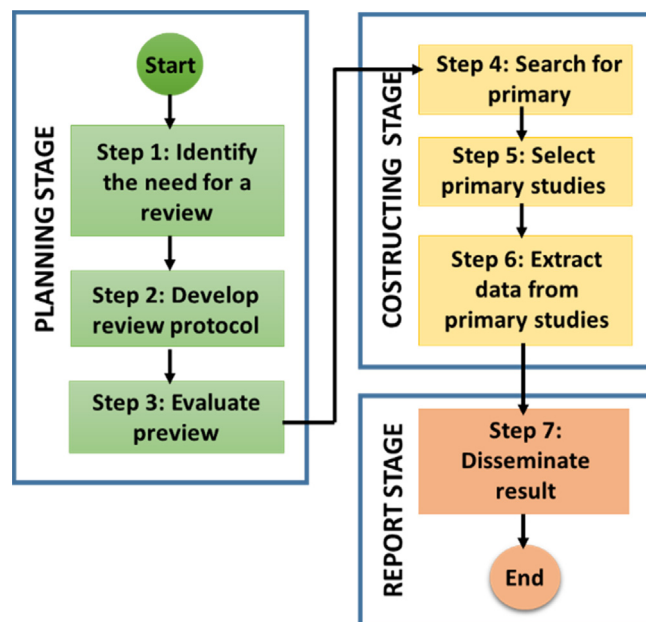 PLANNING STAGE
Start
Step 1: Identify
the need for a
review
Step 2: Develop
review protocol
Step 3: Evaluate
preview
COSTRUCTING STAGE
Step 4: Search for
primary
Step 5: Select
primary studies
Step 6: Extract
data from
primary studies
REPORT STAGE
Step 7:
Disseminate
result
End